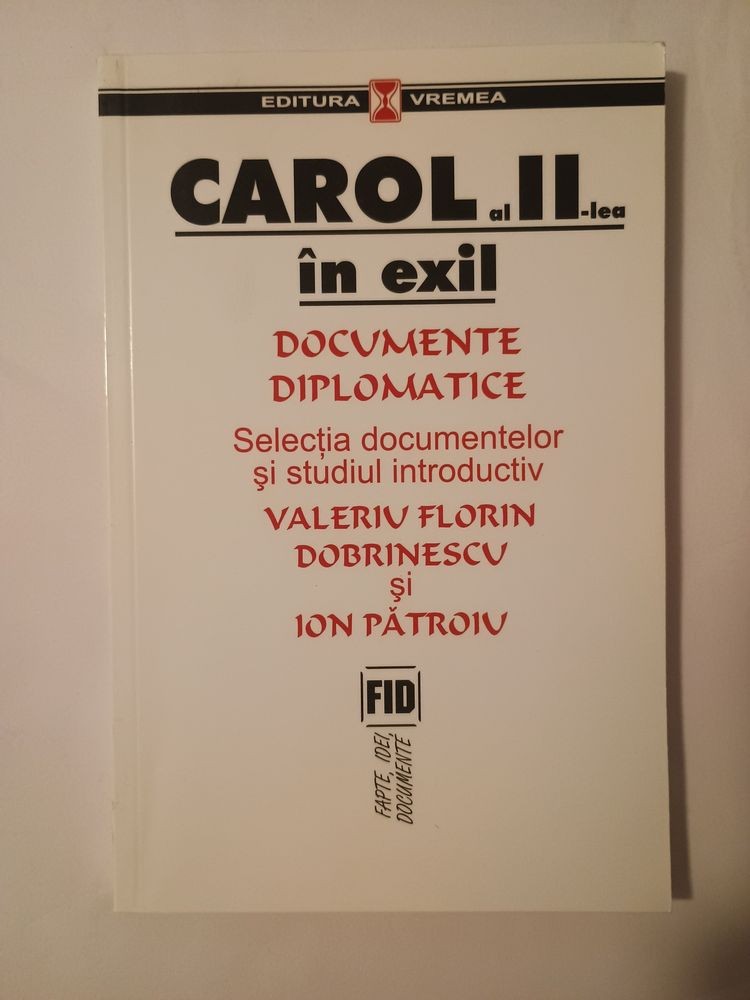 EDITURA VREMEA
CAROL al II-lea
în exil
DOCUMENTE
DIPLOMATICE
Selecția documentelor
şi studiul introductiv
VALERIU FLORIN
DOBRINESCU
şi
ION PĂTROIU
FID
FAPTE, IDEI,
DOCUMENTE